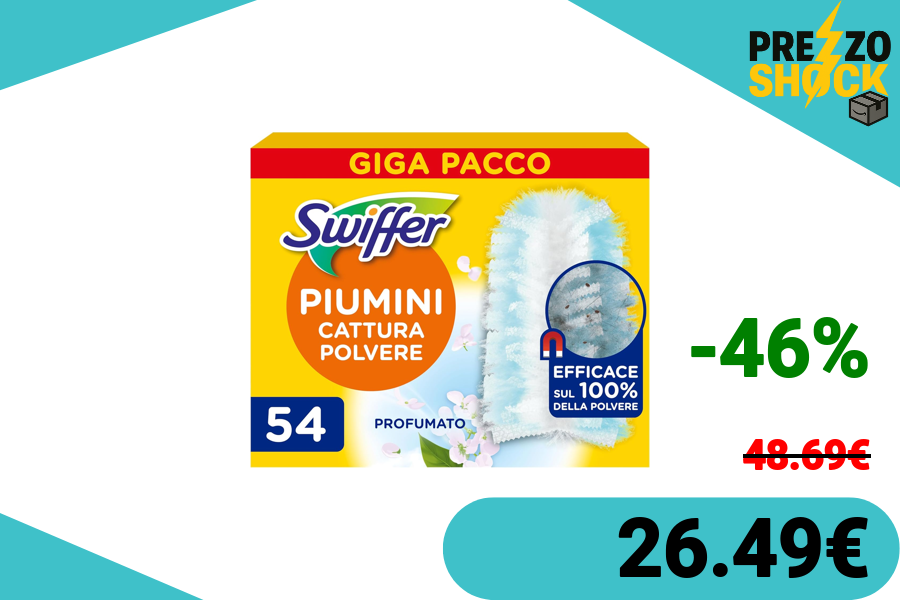 PREZZO
SHOCK
GIGA PACCO
Swiffer
PIUMINI
CATTURA
POLVERE
EFFICACE
SUL 100%
DELLA POLVERE
54
PROFUMATO
-46%
48.69€
26.49€